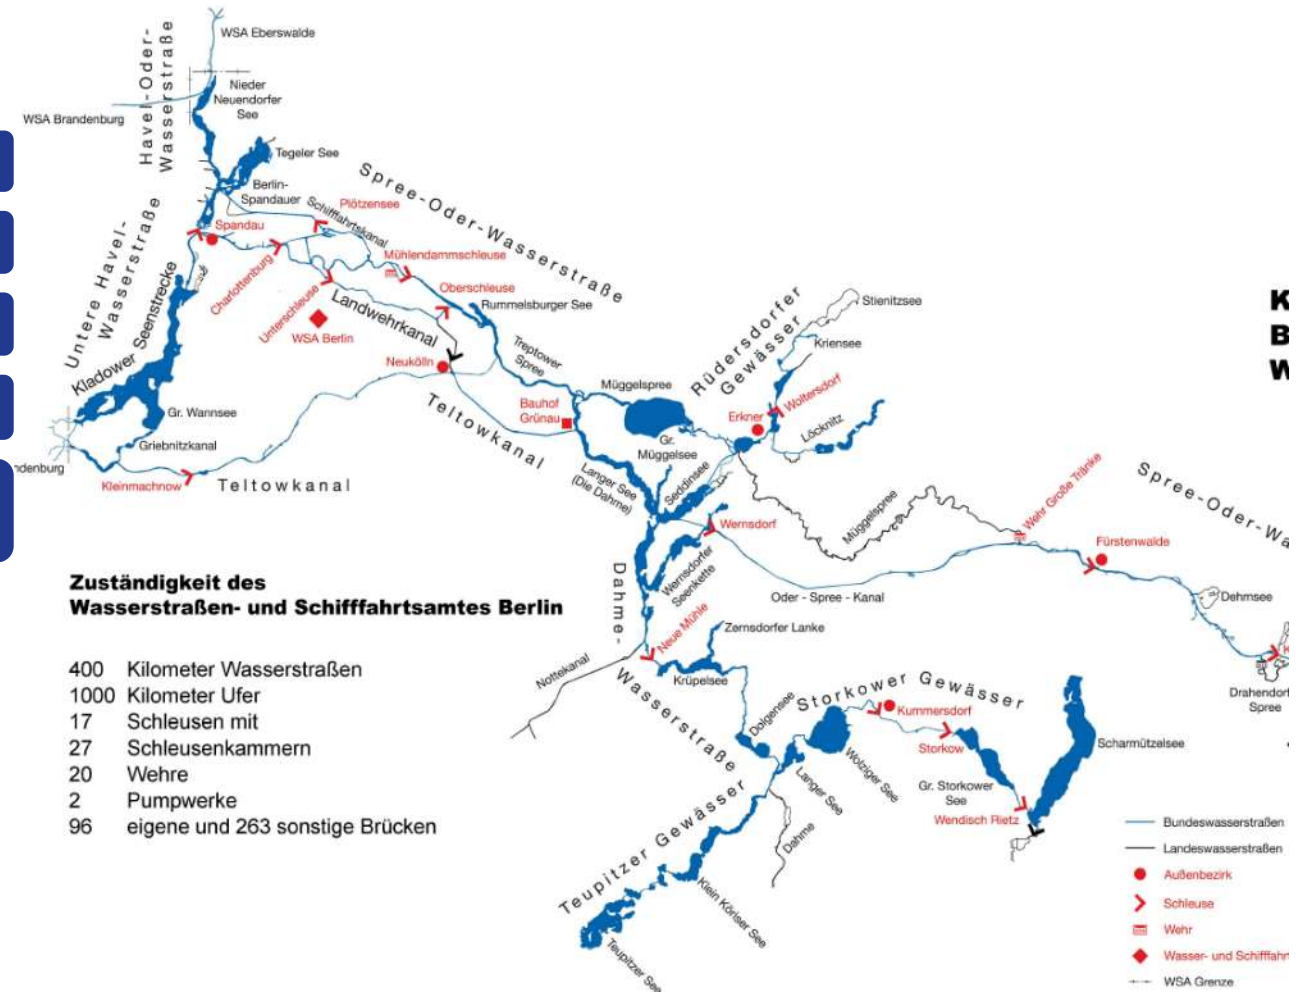 WSA Eberswalde
Havel-Oder-
Wasserstraße
Nieder
Neuendorfer
See
WSA Brandenburg
Tegeler See
Berlin-
Spandauer
Schifffahrtskanal
Plötzensee
Spree-Oder-Wasserstraße
Untere Havel-
Wasserstraße
Spandau
Charlottenburg
Mühlendammschleuse
Oberschleuse
Rummelsburger See
Unterschleuse
Landwehrkanal
WSA Berlin
Kladower Seenstrecke
Neukölln
Treptower
Spree
Rüdersdorfer
Gewässer
Stienitzsee
Kriensee
Woltersdorf
Müggelspree
Bauhof
Grünau
Gr. Wannsee
Griebnitzkanal
Teltowkanal
Erkner
Löcknitz
Gr.
Müggelsee
ndenburg
Kleinmachnow
Teltowkanal
Langer See
(Die Dahme)
Seddinsee
Müggelspree
Wehr Große Tränke
Spree-Oder-Wa
Wernsdorf
Fürstenwalde
Wernsdorfer
Seenkette
Oder - Spree - Kanal
Dehmsee
K
B
W
Zuständigkeit des
Wasserstraßen- und Schifffahrtsamtes Berlin
400 Kilometer Wasserstraßen
1000 Kilometer Ufer
17 Schleusen mit
27 Schleusenkammern
20 Wehre
2 Pumpwerke
96 eigene und 263 sonstige Brücken
Dahme-
Wasserstraße
Neue Mühle
Zernsdorfer Lanke
Nottekanal
Krüpelsee
K
Drahendorf
Spree
Dolgensee
Storkower Gewässer
Kummersdorf
Storkow
Scharmützelsee
Wolziger See
Langer See
Gr. Storkower
See
Wendisch Rietz
Teupitzer Gewässer
Dahme
Klein Köriser See
Teupitzer See
Bundeswasserstraßen
Landeswasserstraßen
Außenbezirk
Schleuse
Wehr
Wasser- und Schifffahr
WSA Grenze